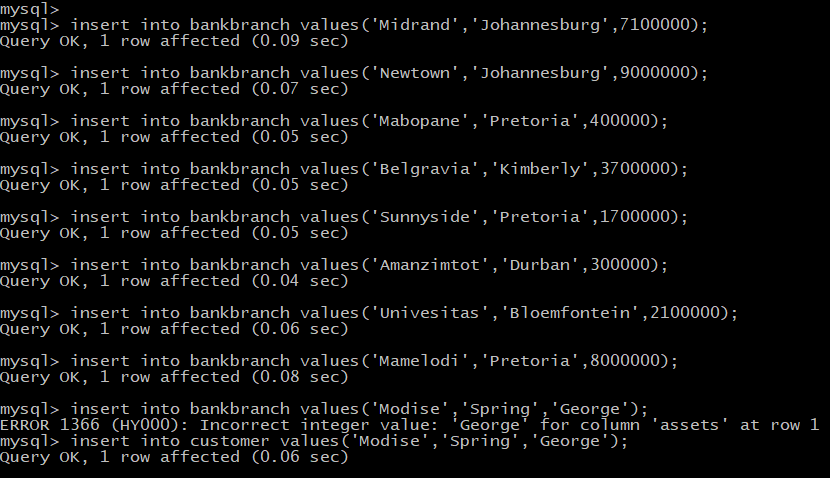 mysql>
mysql> insert into bankbranch values('Midrand','Johannesburg',7100000);
Query OK, 1 row affected (0.09 sec)
mysql> insert into bankbranch values('Newtown','Johannesburg',9000000);
Query OK, 1 row affected (0.07 sec)
mysql> insert into bankbranch values('Mabopane','Pretoria',400000);
Query OK, 1 row affected (0.05 sec)
mysql> insert into bankbranch values('Belgravia','Kimberly',3700000);
Query OK, 1 row affected (0.05 sec)
mysql> insert into bankbranch values('Sunnyside','Pretoria',1700000);
Query OK, 1 row affected (0.05 sec)
mysql> insert into bankbranch values('Amanzimtot','Durban',300000);
Query OK, 1 row affected (0.04 sec)
mysql> insert into bankbranch values('Univesitas','Bloemfontein',2100000);
Query OK, 1 row affected (0.06 sec)
mysql> insert into bankbranch values('Mamelodi','Pretoria',8000000);
Query OK, 1 row affected (0.08 sec)
mysql> insert into bankbranch values('Modise','Spring','George');
ERROR 1366 (HY000): Incorrect integer value: 'George' for column 'assets' at row 1
mysql> insert into customer values('Modise','Spring','George');
Query OK, 1 row affected (0.06 sec)